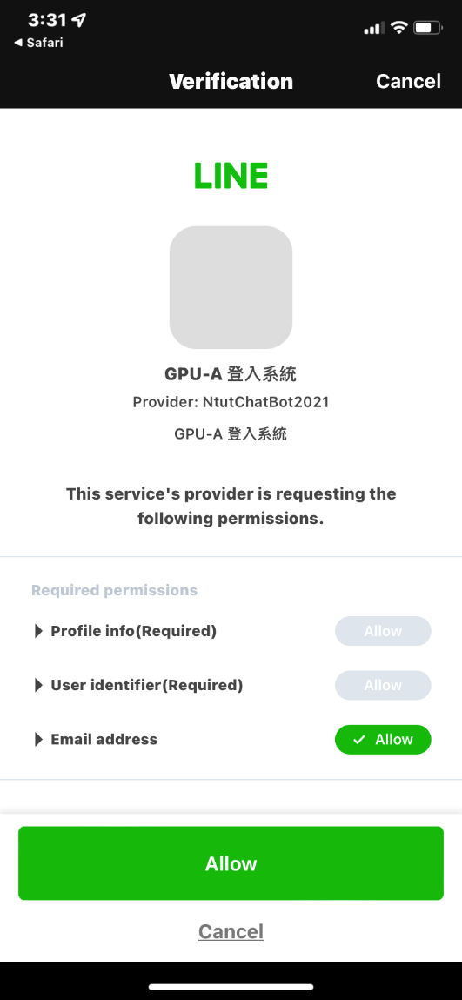 3:31
Safari
Verification
Cancel
LINE
GPU-A 登入系統
Provider: NtutChatBot2021
GPU-A 登入系統
This service's provider is requesting the
following permissions.
Required permissions
Profile info(Required)
Allow
User identifier(Required)
Allow
Email address
Allow
Allow
Cancel